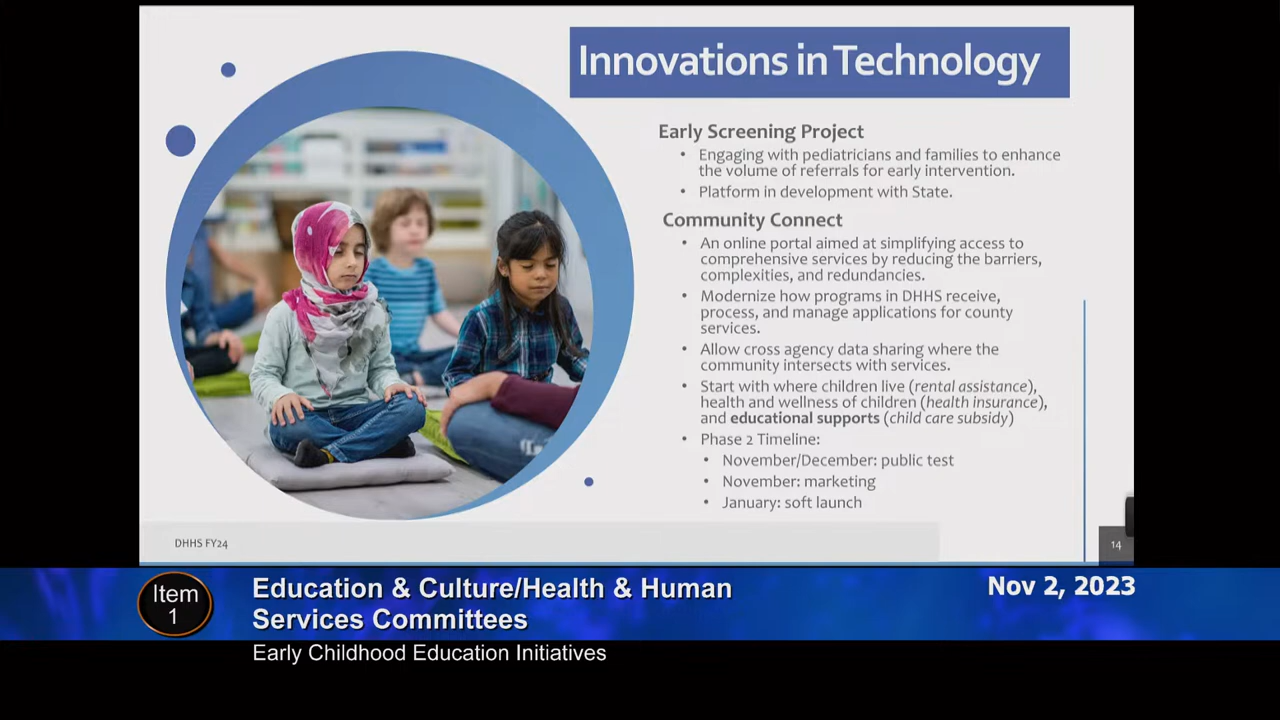 Innovations in Technology
Early Screening Project
• Engaging with pediatricians and families to enhance
the volume of referrals for early intervention.
• Platform in development with State.
Community Connect
• An online portal aimed at simplifying access to
comprehensive services by reducing the barriers,
complexities, and redundancies.
• Modernize how programs in DHHS receive,
process, and manage applications for county
services.
• Allow cross agency data sharing where the
community intersects with services.
• Start with where children live (rental assistance),
health and wellness of children (health insurance),
and educational supports (child care subsidy)
• Phase 2 Timeline:
• November/December: public test
• November: marketing
• January: soft launch
DHHS FY24
14
Item
1
Education & Culture/Health & Human
Services Committees
Nov 2, 2023
Early Childhood Education Initiatives